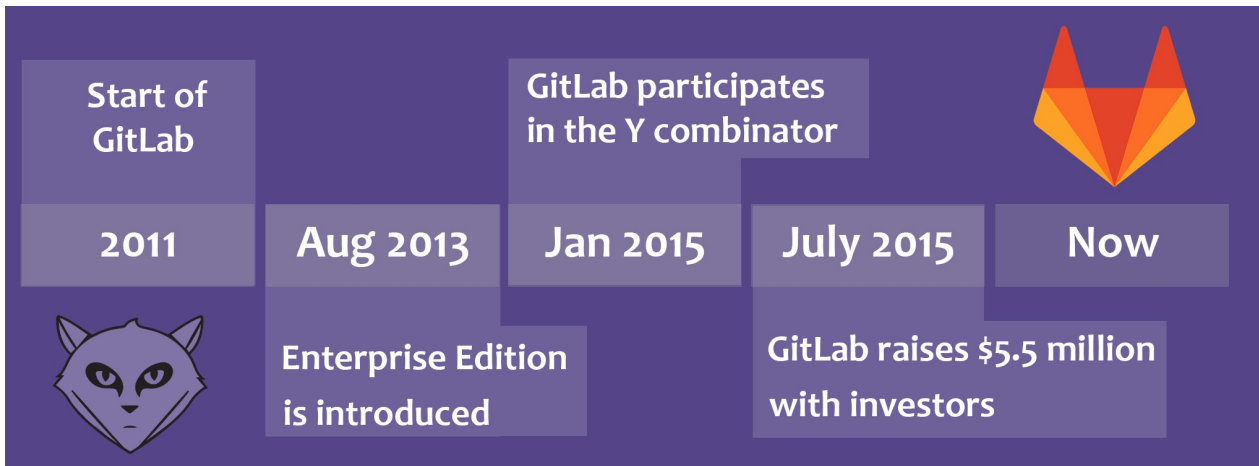 Start of
GitLab
GitLab participates
in the Y combinator
2011
Aug 2013
Jan 2015
July 2015
Now
Enterprise Edition
is introduced
GitLab raises $5.5 million
with investors